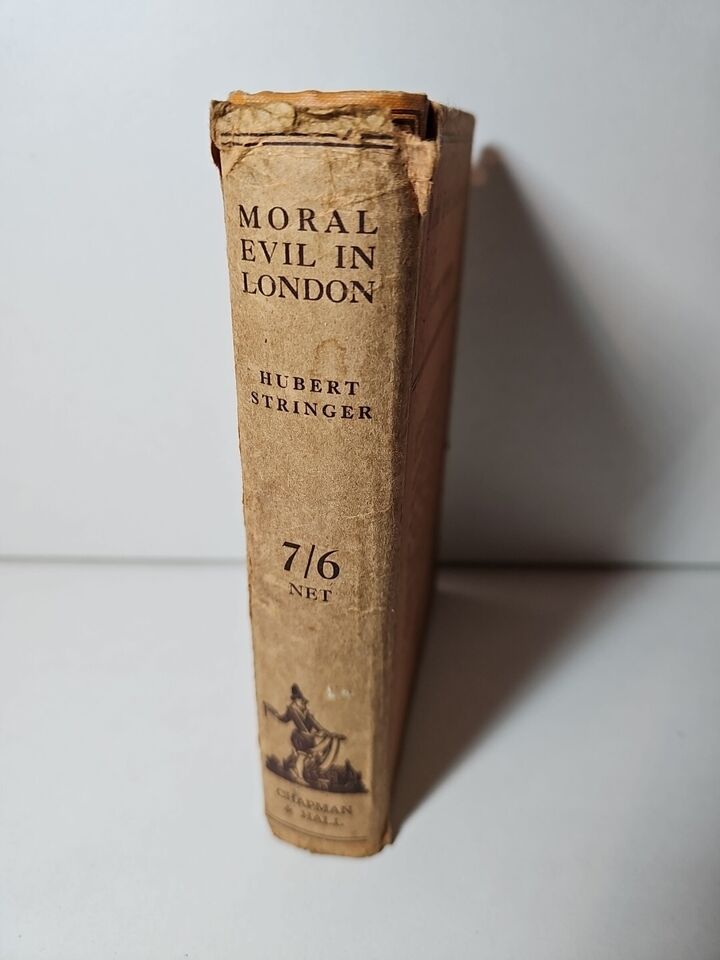 MORAL
EVIL IN
LONDON
HUBERT
STRINGER
7/6
NET
CHAPMAN
& HALL